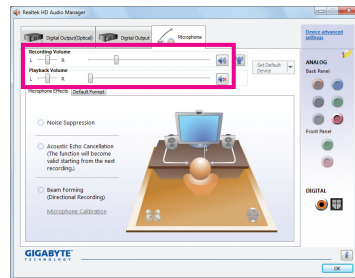 Realtek HD Audio Manager
Digital Output(Optical)
Digital Output
Microphone
Device advanced
settings
Recording Volume
L
R
Set Default
Device
Playback Volume
L
R
Microphone Effects
Default Format
Noise Suppression
Acoustic Echo Cancellation
(The function will become
valid starting from the next
recording.)
Beam Forming
(Directional Recording)
Microphone Calibration
ANALOG
Back Panel
Front Panel
DIGITAL
GIGABYTE
TECHNOLOGY
OK